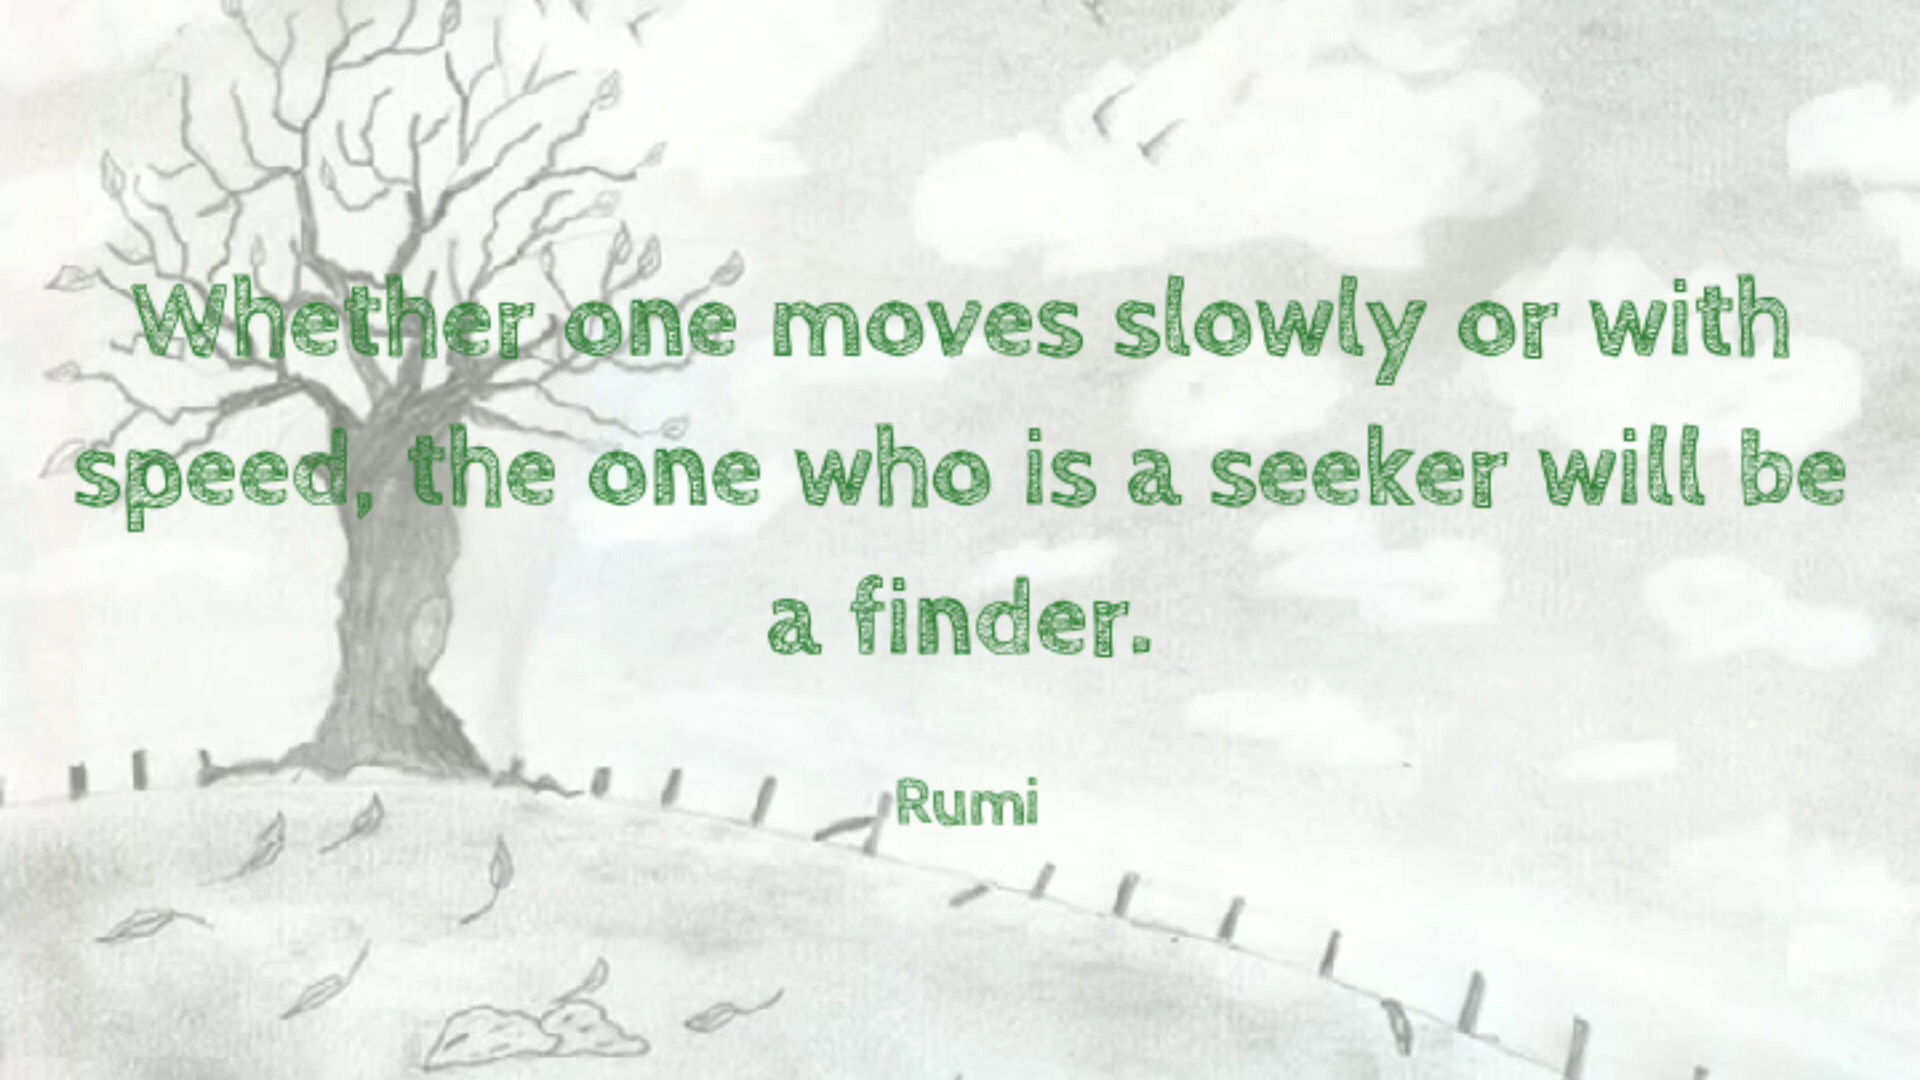 Whether one moves slowly or with
speed, the one who is a seeker will be
a finder.
Rumi